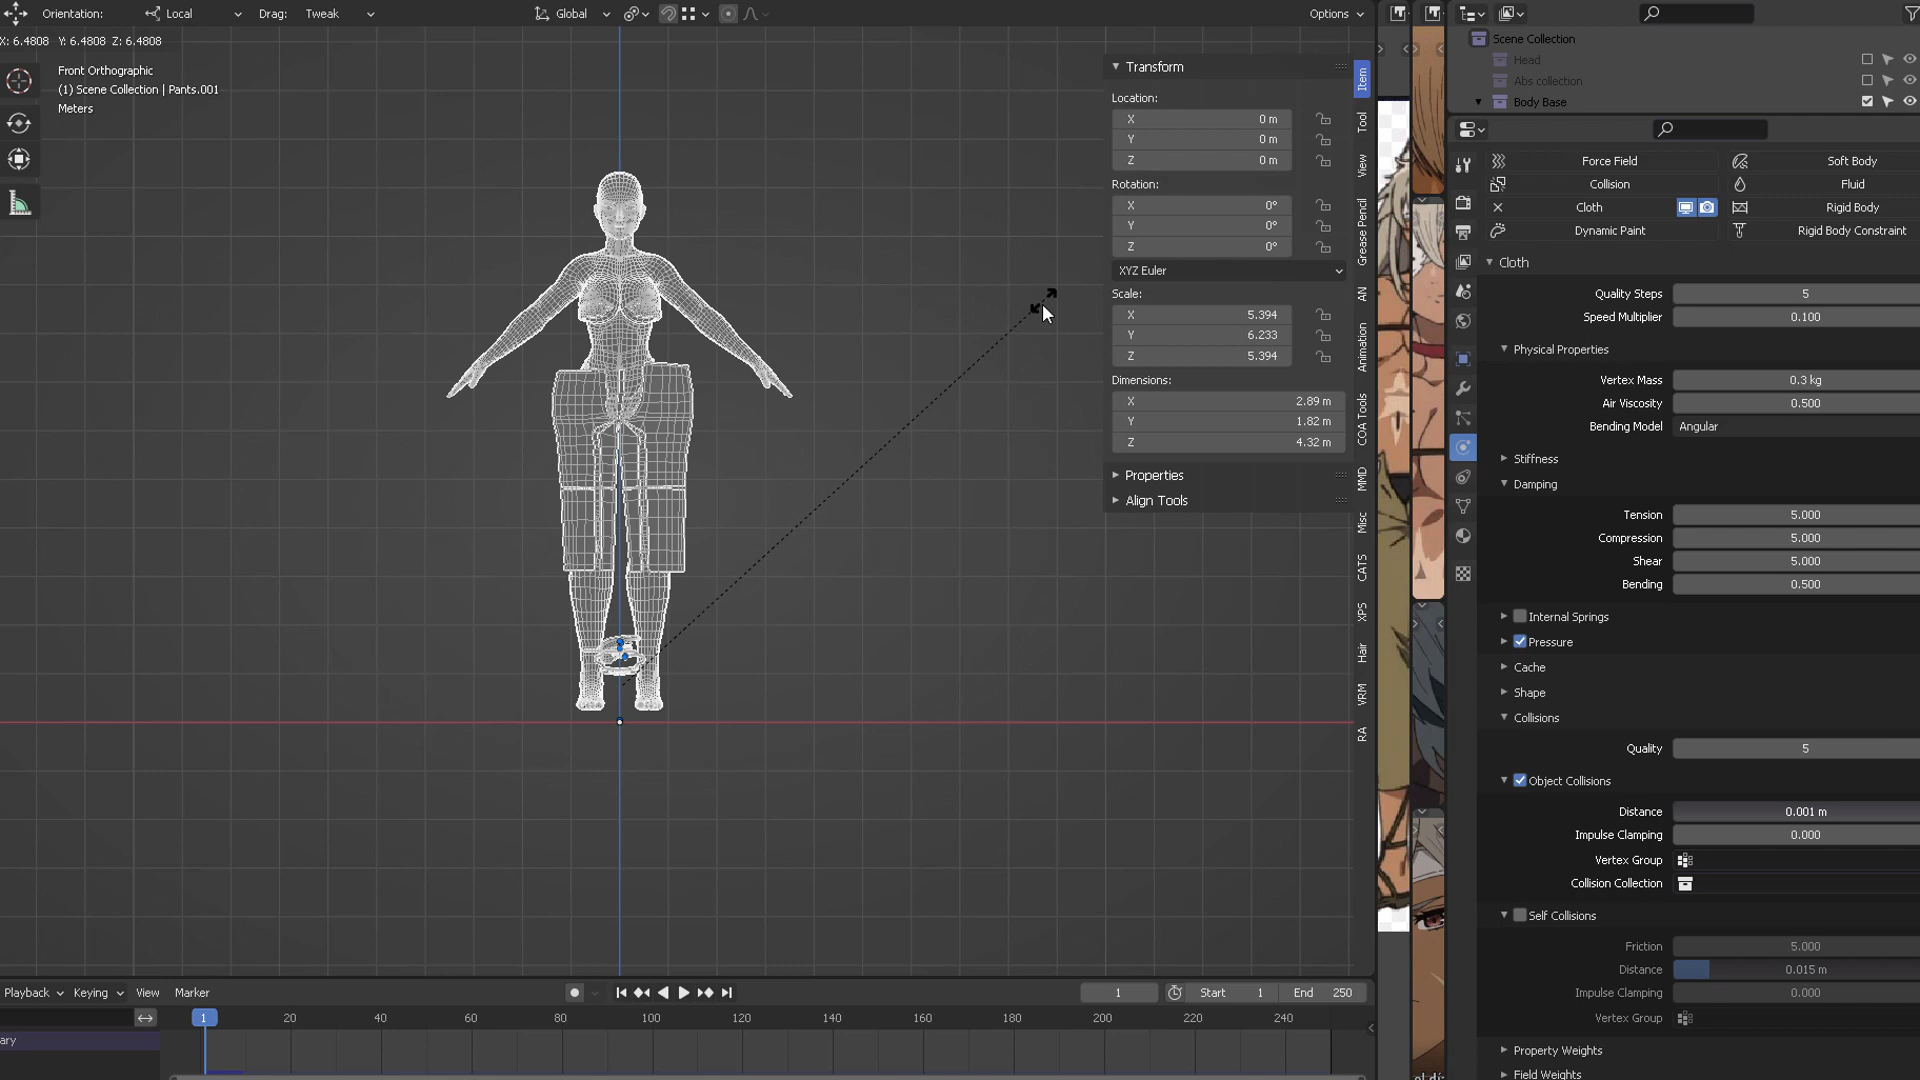 Orientation: Local Drag: Tweak Global Options
X: 6.4808 Y: 6.4808 Z: 6.4808
Front Orthographic
(1) Scene Collection | Pants.001
Meters
Transform
Location:
X 0 m
Y 0 m
Z 0 m
Rotation:
X 0°
Y 0°
Z 0°
XYZ Euler
Scale:
X 5.394
Y 6.233
Z 5.394
Dimensions:
X 2.89 m
Y 1.82 m
Z 4.32 m
Properties
Align Tools
Item
Tool
View
Grease Pencil
AN
Animation
COA Tools
MMD
Misc
CATS
XPS
Hair
VRM
RA
Scene Collection
Head
Abs collection
Body Base
Force Field Soft Body
Collision Fluid
Cloth Rigid Body
Dynamic Paint Rigid Body Constraint
Cloth
Quality Steps 5
Speed Multiplier 0.100
Physical Properties
Vertex Mass 0.3 kg
Air Viscosity 0.500
Bending Model Angular
Stiffness
Damping
Tension 5.000
Compression 5.000
Shear 5.000
Bending 0.500
Internal Springs
Pressure
Cache
Shape
Collisions
Quality 5
Object Collisions
Distance 0.001 m
Impulse Clamping 0.000
Vertex Group
Collision Collection
Self Collisions
Friction 5.000
Distance 0.015 m
Impulse Clamping 0.000
Vertex Group
Property Weights
Field Weights
Playback Keying View Marker
1 Start 1 End 250
1 20 40 60 80 100 120 140 160 180 200 220 240
ary